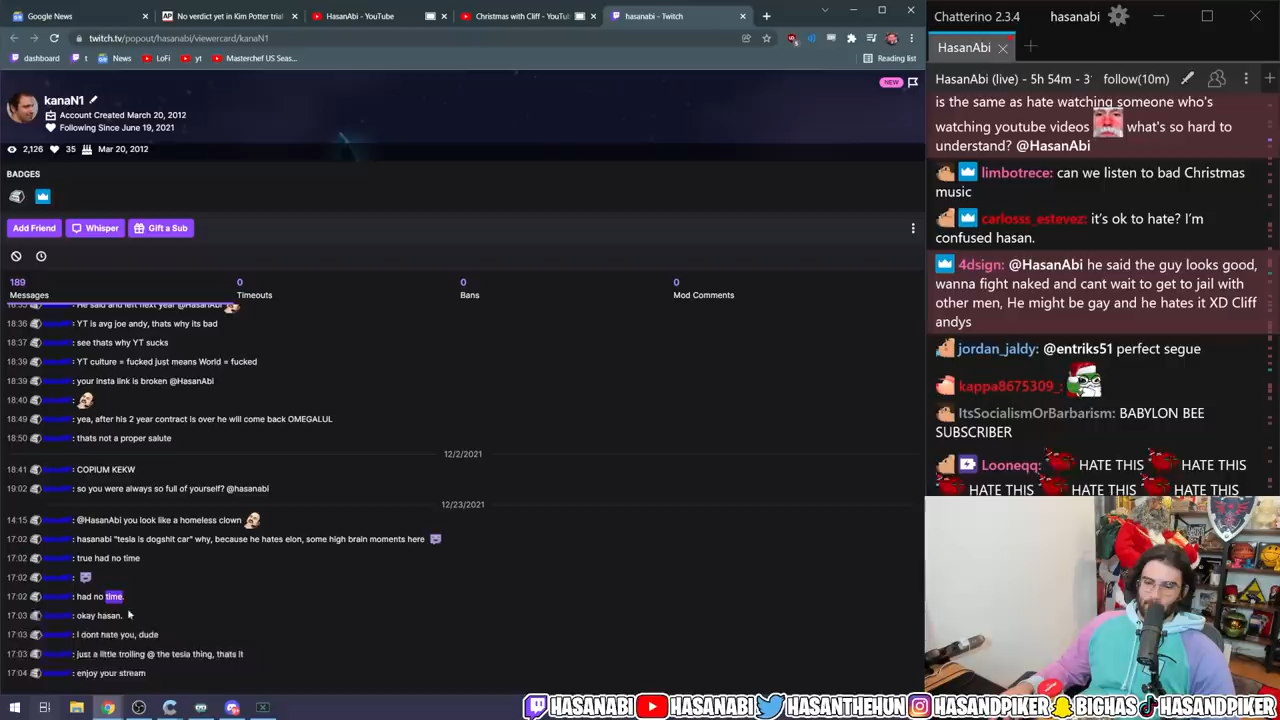 Google News
No verdict yet in Kim Potter trial
HasanAbi - YouTube
Christmas with Cliff - YouTub
hasanabi - Twitch
twitch.tv/popout/hasanabi/viewercard/kanaN1
dashboard
t
News
LoFi
yt
Masterchef US Seas...
Reading list
kanaN1
NEW
Account Created March 20, 2012
Following Since June 19, 2021
2,126
35
Mar 20, 2012
BADGES
Add Friend
Whisper
Gift a Sub
189
0
0
0
Messages
Timeouts
Bans
Mod Comments
He said and left next year @HasanAbi
18:36 : YT is avg joe andy, thats why its bad
18:37 : see thats why YT sucks
18:39 : YT culture = fucked just means World = fucked
18:39 : your insta link is broken @HasanAbi
18:40 :
18:49 : yea, after his 2 year contract is over he will come back OMEGALUL
18:50 : thats not a proper salute
12/2/2021
18:41 : COPIUM KEKW
19:02 : so you were always so full of yourself? @hasanabi
12/23/2021
14:15 : @HasanAbi you look like a homeless clown
17:02 : hasanabi "tesla is dogshit car" why, because he hates elon, some high brain moments here
17:02 : true had no time
17:02 :
17:02 : had no time.
17:03 : okay hasan.
17:03 : I dont hate you, dude
17:03 : just a little trolling @ the tesla thing, thats it
17:04 : enjoy your stream
Chatterino 2.3.4
hasanabi
HasanAbi
HasanAbi (live) - 5h 54m - 3
follow(10m)
is the same as hate watching someone who's
watching youtube videos what's so hard to
understand? @HasanAbi
limbotrece: can we listen to bad Christmas
music
carlosss_estevez: it's ok to hate? I'm
confused hasan.
4dsign: @HasanAbi he said the guy looks good,
wanna fight naked and cant wait to get to jail with
other men, He might be gay and he hates it XD Cliff
andys
jordan_jaldy: @entriks51 perfect segue
kappa8675309_:
ItsSocialismOrBarbarism: BABYLON BEE
SUBSCRIBER
Looneqq: HATE THIS HATE THIS
HATE THIS HATE THIS HATE THIS
HASANABI
HASANABI
HASANTHEHUN
HASANDPIKER
BIGHAS
HASANDPIKER